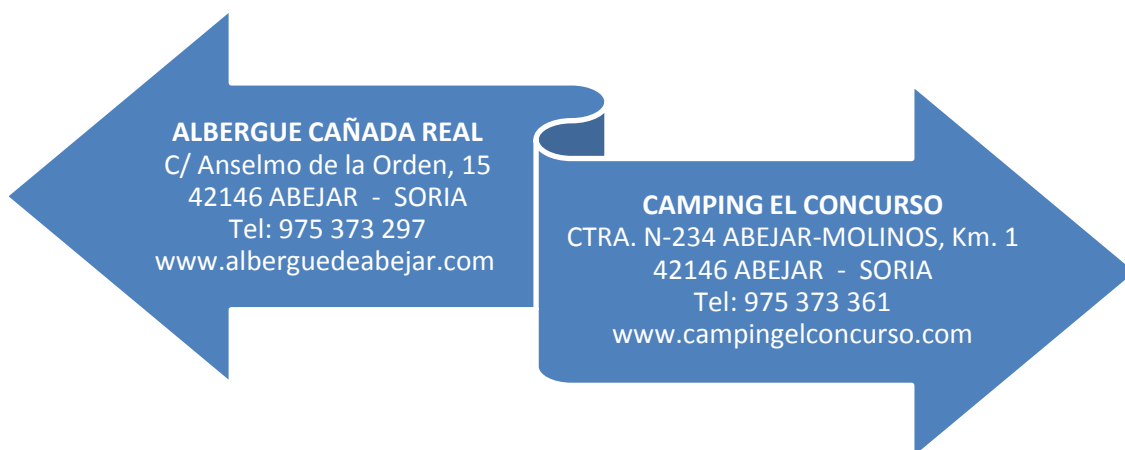 ALBERGUE CAÑADA REAL
C/ Anselmo de la Orden, 15
42146 ABEJAR - SORIA
Tel: 975 373 297
www.alberguedeabejar.com
CAMPING EL CONCURSO
CTRA. N-234 ABEJAR-MOLINOS, Km. 1
42146 ABEJAR - SORIA
Tel: 975 373 361
www.campingelconcurso.com